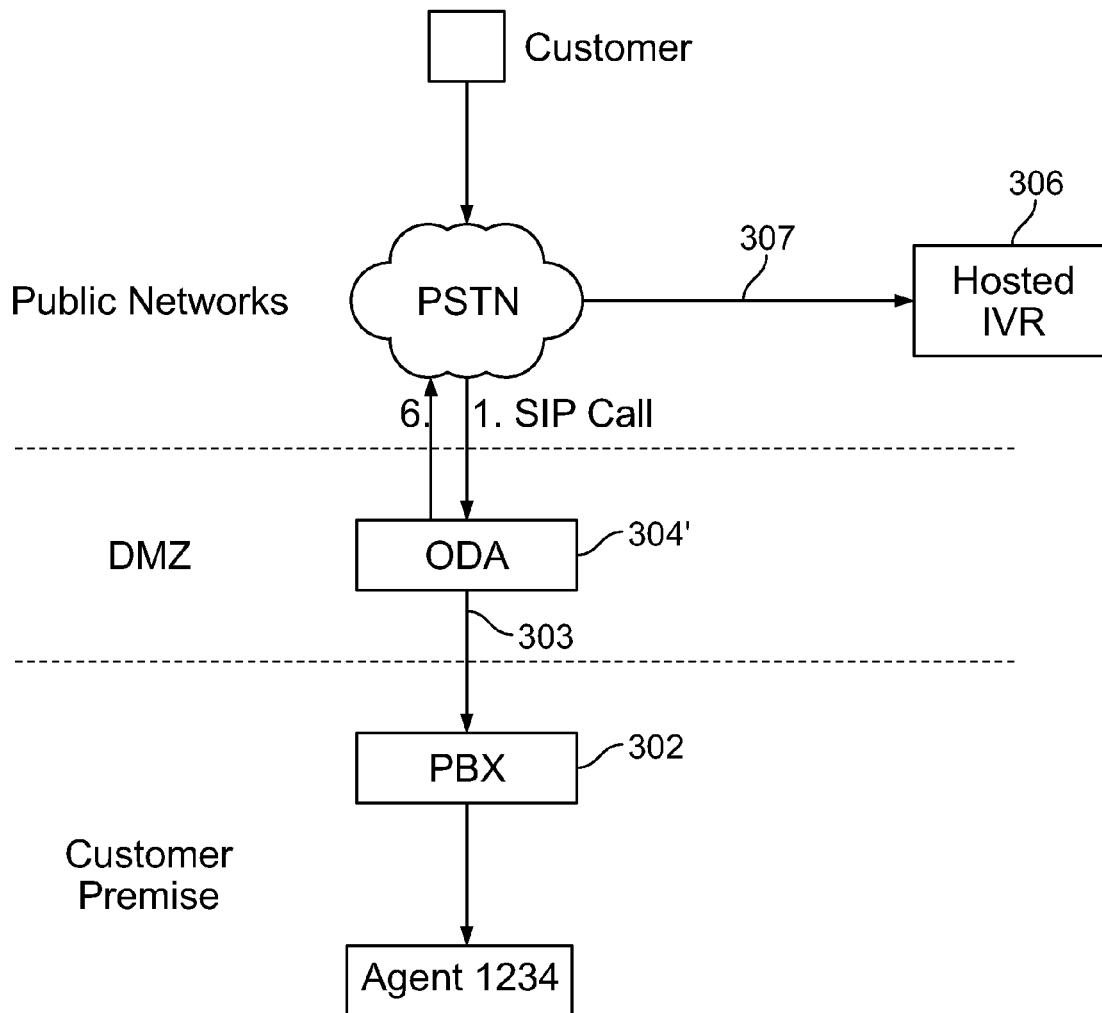 Customer
306
307
Public Networks
PSTN
Hosted
IVR
6.
1. SIP Call
DMZ
ODA
304'
303
PBX
302
Customer
Premise
Agent 1234